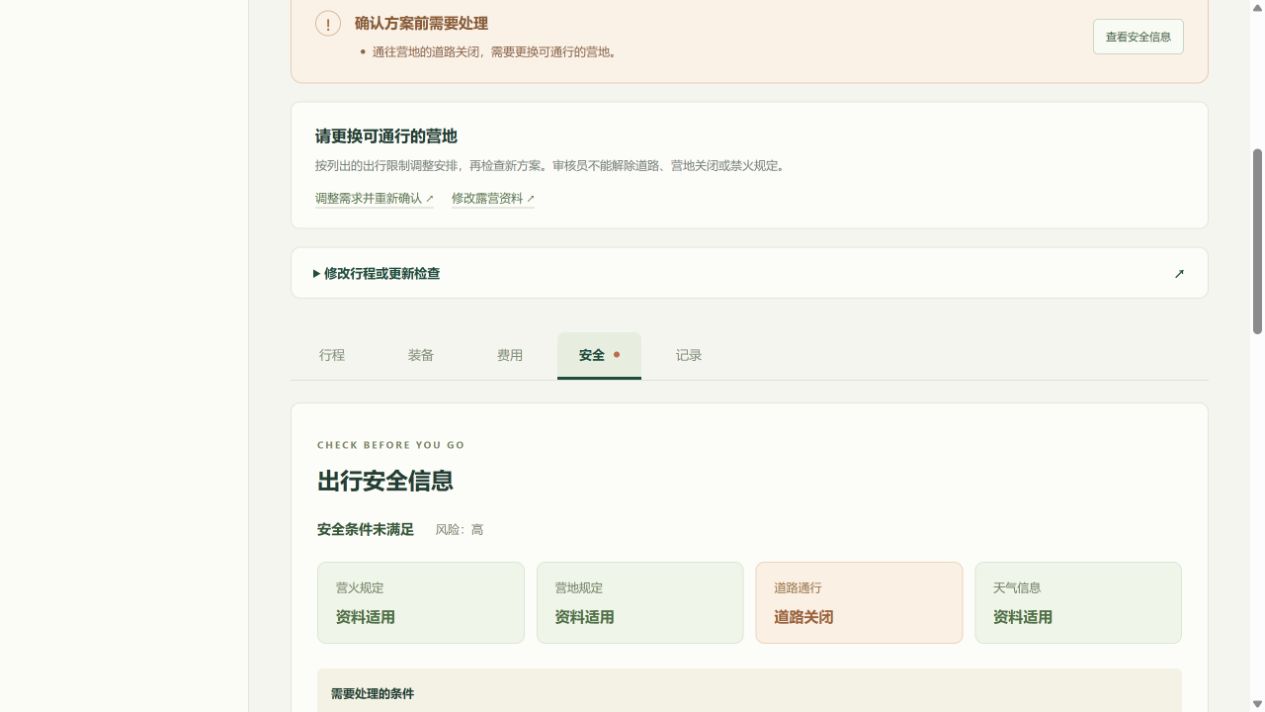 !
确认方案前需要处理
• 通往营地的道路关闭，需要更换可通行的营地。
查看安全信息
请更换可通行的营地
按列出的出行限制调整安排，再检查新方案。审核员不能解除道路、营地关闭或禁火规定。
调整需求并重新确认 ↗ 修改露营资料 ↗
▶ 修改行程或更新检查 ↗
行程 装备 费用 安全 • 记录
CHECK BEFORE YOU GO
出行安全信息
安全条件未满足 风险：高
营火规定 营地规定 道路通行 天气信息
资料适用 资料适用 道路关闭 资料适用
需要处理的条件